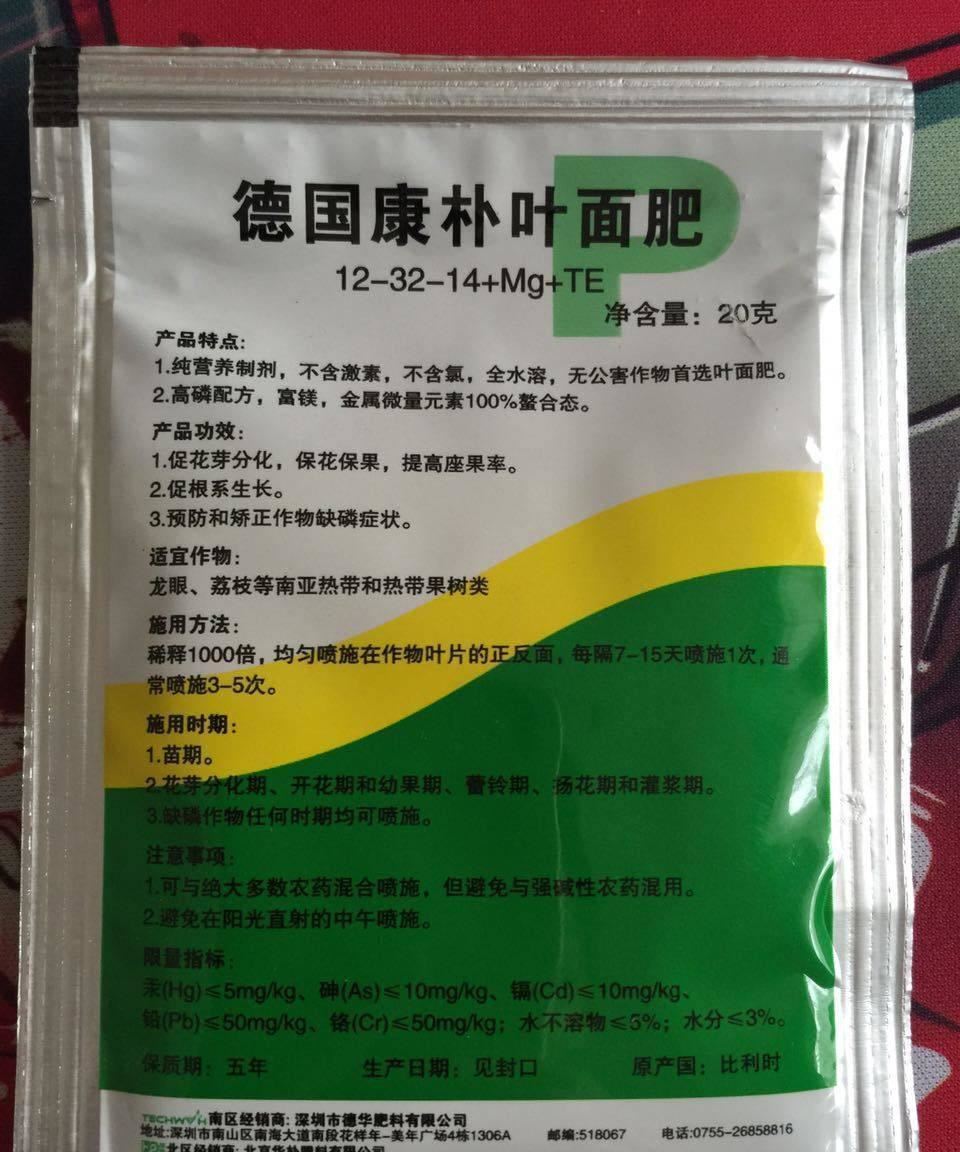 P
德国康朴叶面肥
12-32-14+Mg+TE
净含量：20克
产品特点：
1.纯营养制剂，不含激素，不含氯，全水溶，无公害作物首选叶面肥。
2.高磷配方，富镁，金属微量元素100%螯合态。
产品功效：
1.促花芽分化，保花保果，提高座果率。
2.促根系生长。
3.预防和矫正作物缺磷症状。
适宜作物：
龙眼、荔枝等南亚热带和热带果树类
施用方法：
稀释1000倍，均匀喷施在作物叶片的正反面，每隔7-15天喷施1次，通
常喷施3-5次。
施用时期：
1.苗期。
2.花芽分化期、开花期和幼果期、蕾铃期、扬花期和灌浆期。
3.缺磷作物任何时期均可喷施。
注意事项：
1.可与绝大多数农药混合喷施，但避免与强碱性农药混用。
2.避免在阳光直射的中午喷施。
限量指标：
汞(Hg)≤5mg/kg、砷(As)≤10mg/kg、镉(Cd)≤10mg/kg、
铅(Pb)≤50mg/kg、铬(Cr)≤50mg/kg；水不溶物≤5%；水分≤3%。
保质期：五年 生产日期：见封口 原产国：比利时
TECHWAH 南区经销商：深圳市德华肥料有限公司
地址:深圳市南山区南海大道南段花样年-美年广场4栋1306A 邮编:518067 电话:0755-26858816
北区经销商:北京华朴肥料有限公司